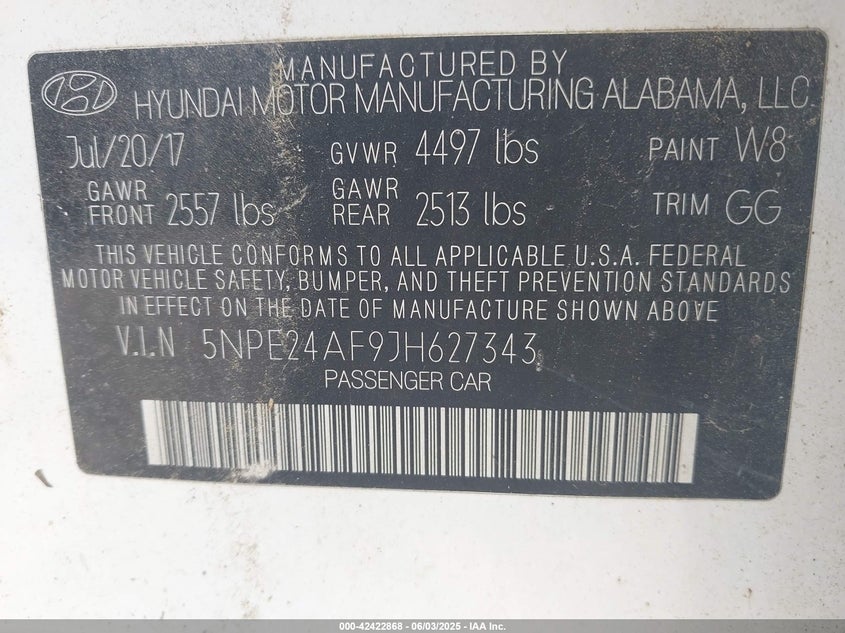 MANUFACTURED BY
HYUNDAI MOTOR MANUFACTURING ALABAMA, LLC
Jul/20/17 GVWR 4497 lbs PAINT W8
GAWR FRONT 2557 lbs GAWR REAR 2513 lbs TRIM GG
THIS VEHICLE CONFORMS TO ALL APPLICABLE U.S.A. FEDERAL
MOTOR VEHICLE SAFETY, BUMPER, AND THEFT PREVENTION STANDARDS
IN EFFECT ON THE DATE OF MANUFACTURE SHOWN ABOVE
V.I.N 5NPE24AF9JH627343
PASSENGER CAR
000-42422868 - 06/03/2025 - IAA Inc.